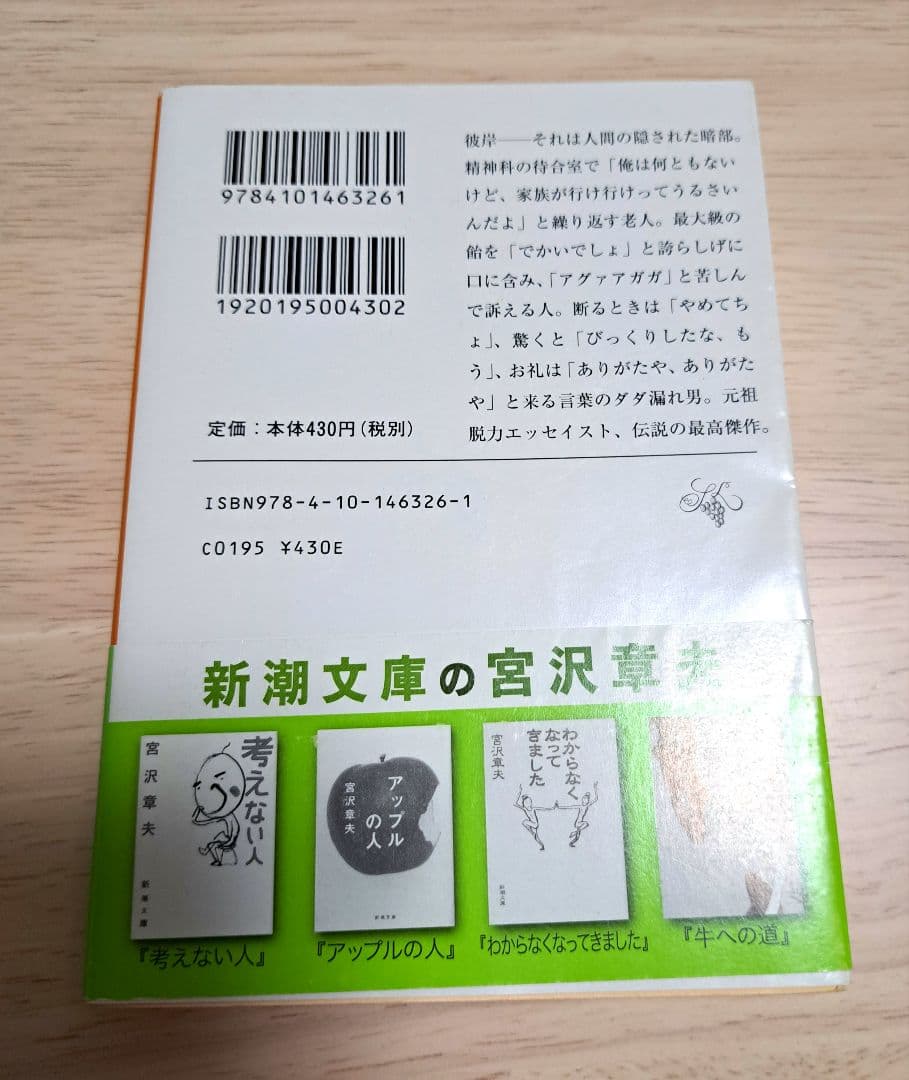 9784101463261
1920195004302
定価:本体430円(税別)
彼岸──それは人間の隠された暗部。
精神科の待合室で「俺は何ともない
けど、家族が行け行けってうるさい
んだよ」と繰り返す老人。最大級の
飴を「でかいでしょ」と誇らしげに
口に含み、「アグァアガガ」と苦しん
で訴える人。断るときは「やめてち
ょ」、驚くと「びっくりしたな、も
う」、お礼は「ありがたや、ありがた
や」と来る言葉のダダ漏れ男。元祖
脱力エッセイスト、伝説の最高傑作。
ISBN978-4-10-146326-1
C0195 ¥430E
新潮文庫の宮沢章夫
考えない人
宮沢章夫
新潮文庫
アップルの人
宮沢章夫
新潮文庫
わからなく
なって
きました
宮沢章夫
新潮文庫
『考えない人』
『アップルの人』
『わからなくなってきました』
『牛への道』